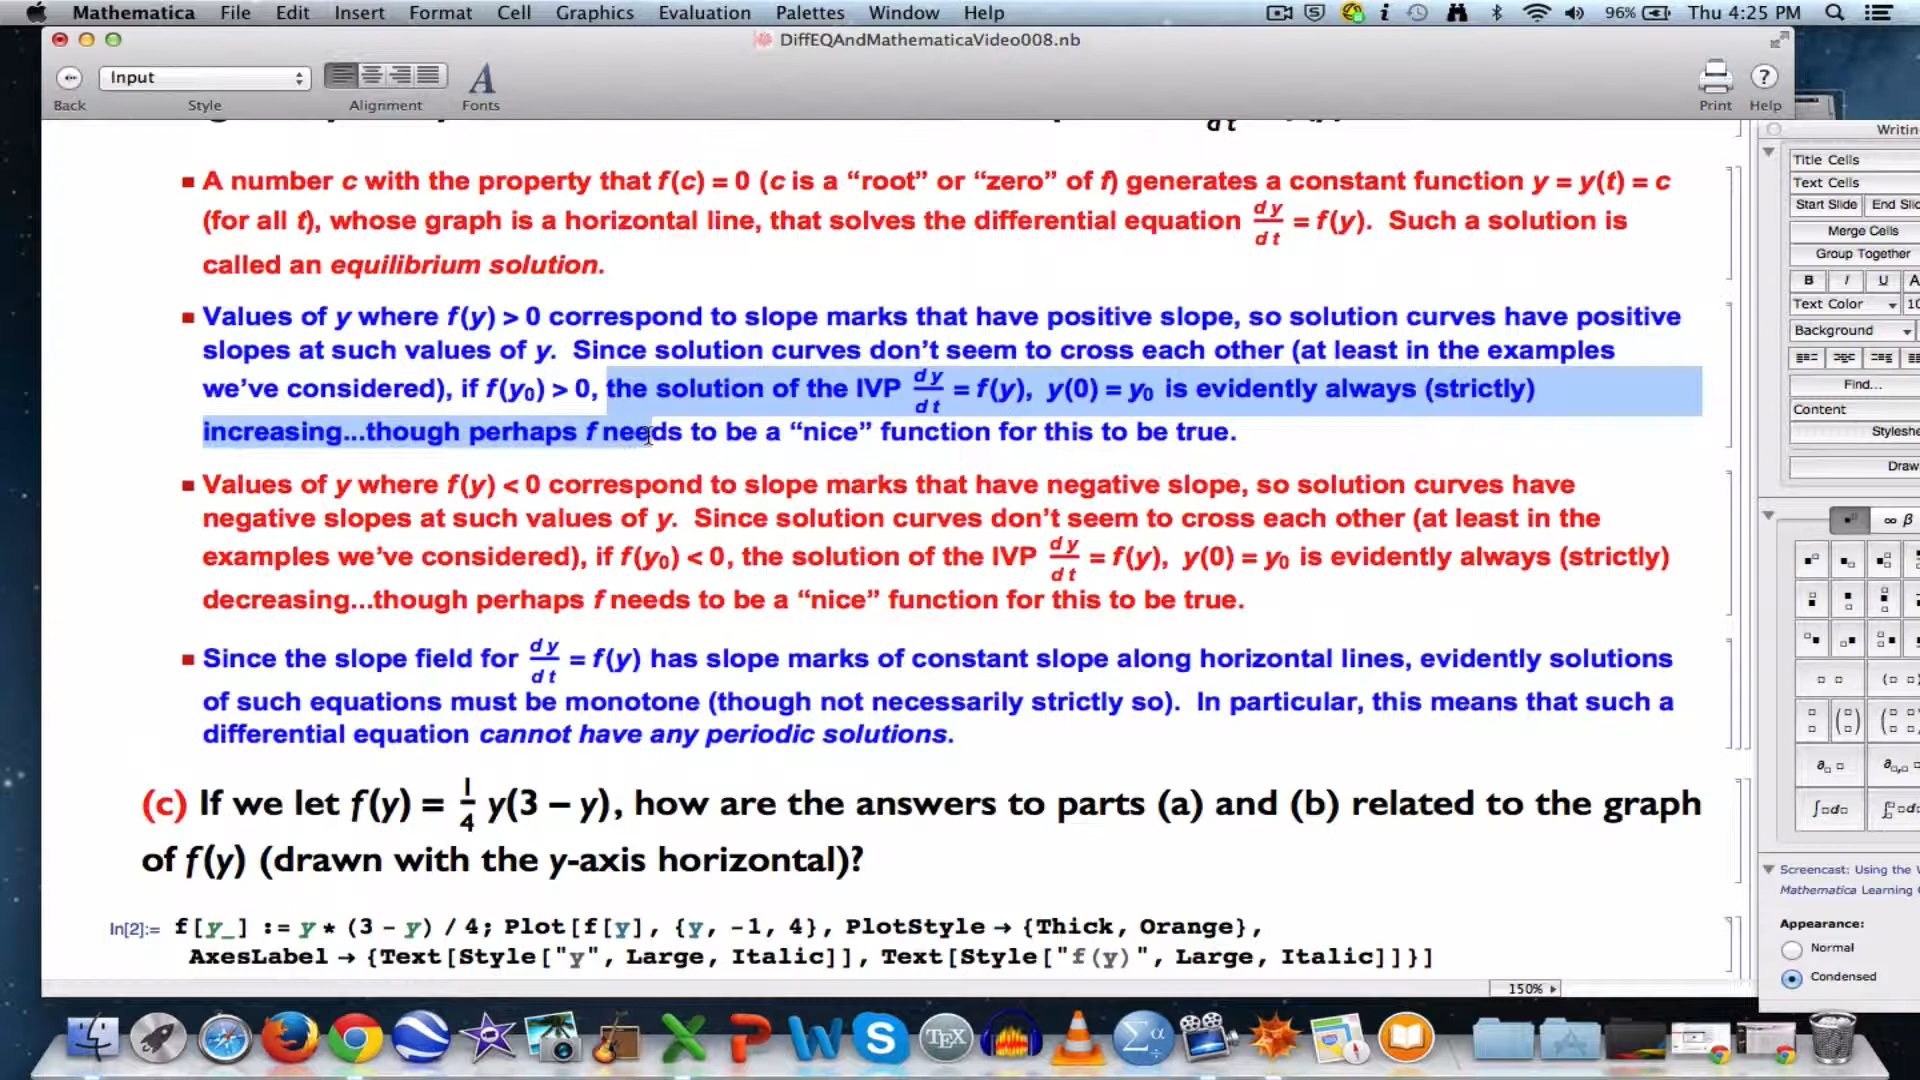 Mathematica File Edit Insert Format Cell Graphics Evaluation Palettes Window Help 96% Thu 4:25 PM
DiffEQAndMathematicaVideo008.nb
Input
Back Style Alignment Fonts Print Help
dt
A number c with the property that f(c) = 0 (c is a “root” or “zero” of f) generates a constant function y = y(t) = c
(for all t), whose graph is a horizontal line, that solves the differential equation dy/dt = f(y). Such a solution is
called an equilibrium solution.
Values of y where f(y) > 0 correspond to slope marks that have positive slope, so solution curves have positive
slopes at such values of y. Since solution curves don’t seem to cross each other (at least in the examples
we’ve considered), if f(y₀) > 0, the solution of the IVP dy/dt = f(y), y(0) = y₀ is evidently always (strictly)
increasing...though perhaps f needs to be a “nice” function for this to be true.
Values of y where f(y) < 0 correspond to slope marks that have negative slope, so solution curves have
negative slopes at such values of y. Since solution curves don’t seem to cross each other (at least in the
examples we’ve considered), if f(y₀) < 0, the solution of the IVP dy/dt = f(y), y(0) = y₀ is evidently always (strictly)
decreasing...though perhaps f needs to be a “nice” function for this to be true.
Since the slope field for dy/dt = f(y) has slope marks of constant slope along horizontal lines, evidently solutions
of such equations must be monotone (though not necessarily strictly so). In particular, this means that such a
differential equation cannot have any periodic solutions.
(c) If we let f(y) = 1/4 y(3 – y), how are the answers to parts (a) and (b) related to the graph
of f(y) (drawn with the y-axis horizontal)?
In[2]:= f[y_] := y * (3 - y) / 4; Plot[f[y], {y, -1, 4}, PlotStyle → {Thick, Orange},
AxesLabel → {Text[Style["y", Large, Italic]], Text[Style["f(y)", Large, Italic]]}]
150%
Writin
Title Cells
Text Cells
Start Slide End Slid
Merge Cells
Group Together
B I U A
Text Color 10
Background
Find...
Content
Styleshe
Draw
∞ β
Screencast: Using the W
Mathematica Learning C
Appearance:
Normal
Condensed
TEX